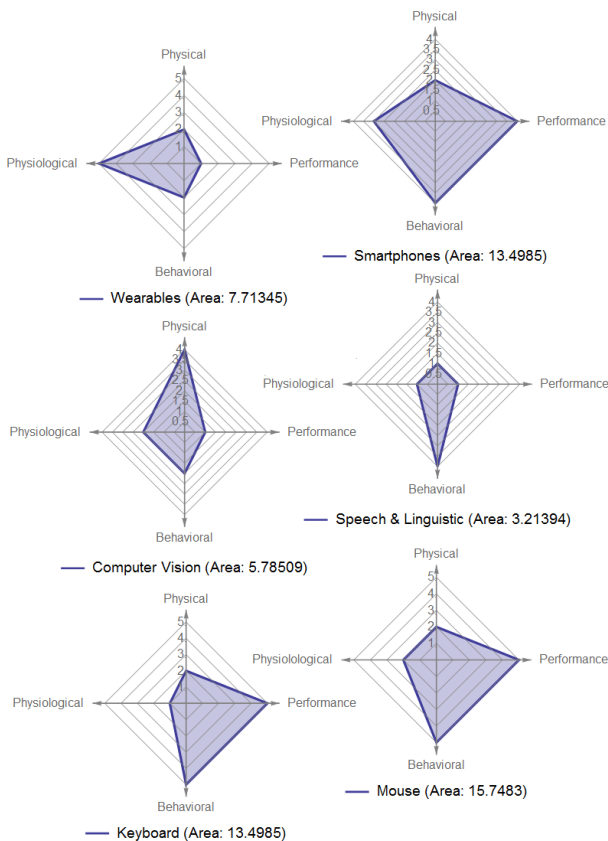 Physical
5
4
3
2
1
Physiological
Performance
Behavioral
Wearables (Area: 7.71345)
Physical
4
3.5
3
2.5
2
1.5
1
0.5
Physiological
Performance
Behavioral
Smartphones (Area: 13.4985)
Physical
4
3.5
3
2.5
2
1.5
1
0.5
Physiological
Performance
Behavioral
Computer Vision (Area: 5.78509)
Physical
4
3.5
3
2.5
2
1.5
1
0.5
Physiological
Performance
Behavioral
Speech & Linguistic (Area: 3.21394)
Physical
5
4
3
2
1
Physiological
Performance
Behavioral
Keyboard (Area: 13.4985)
Physical
5
4
3
2
1
Physiolological
Performance
Behavioral
Mouse (Area: 15.7483)